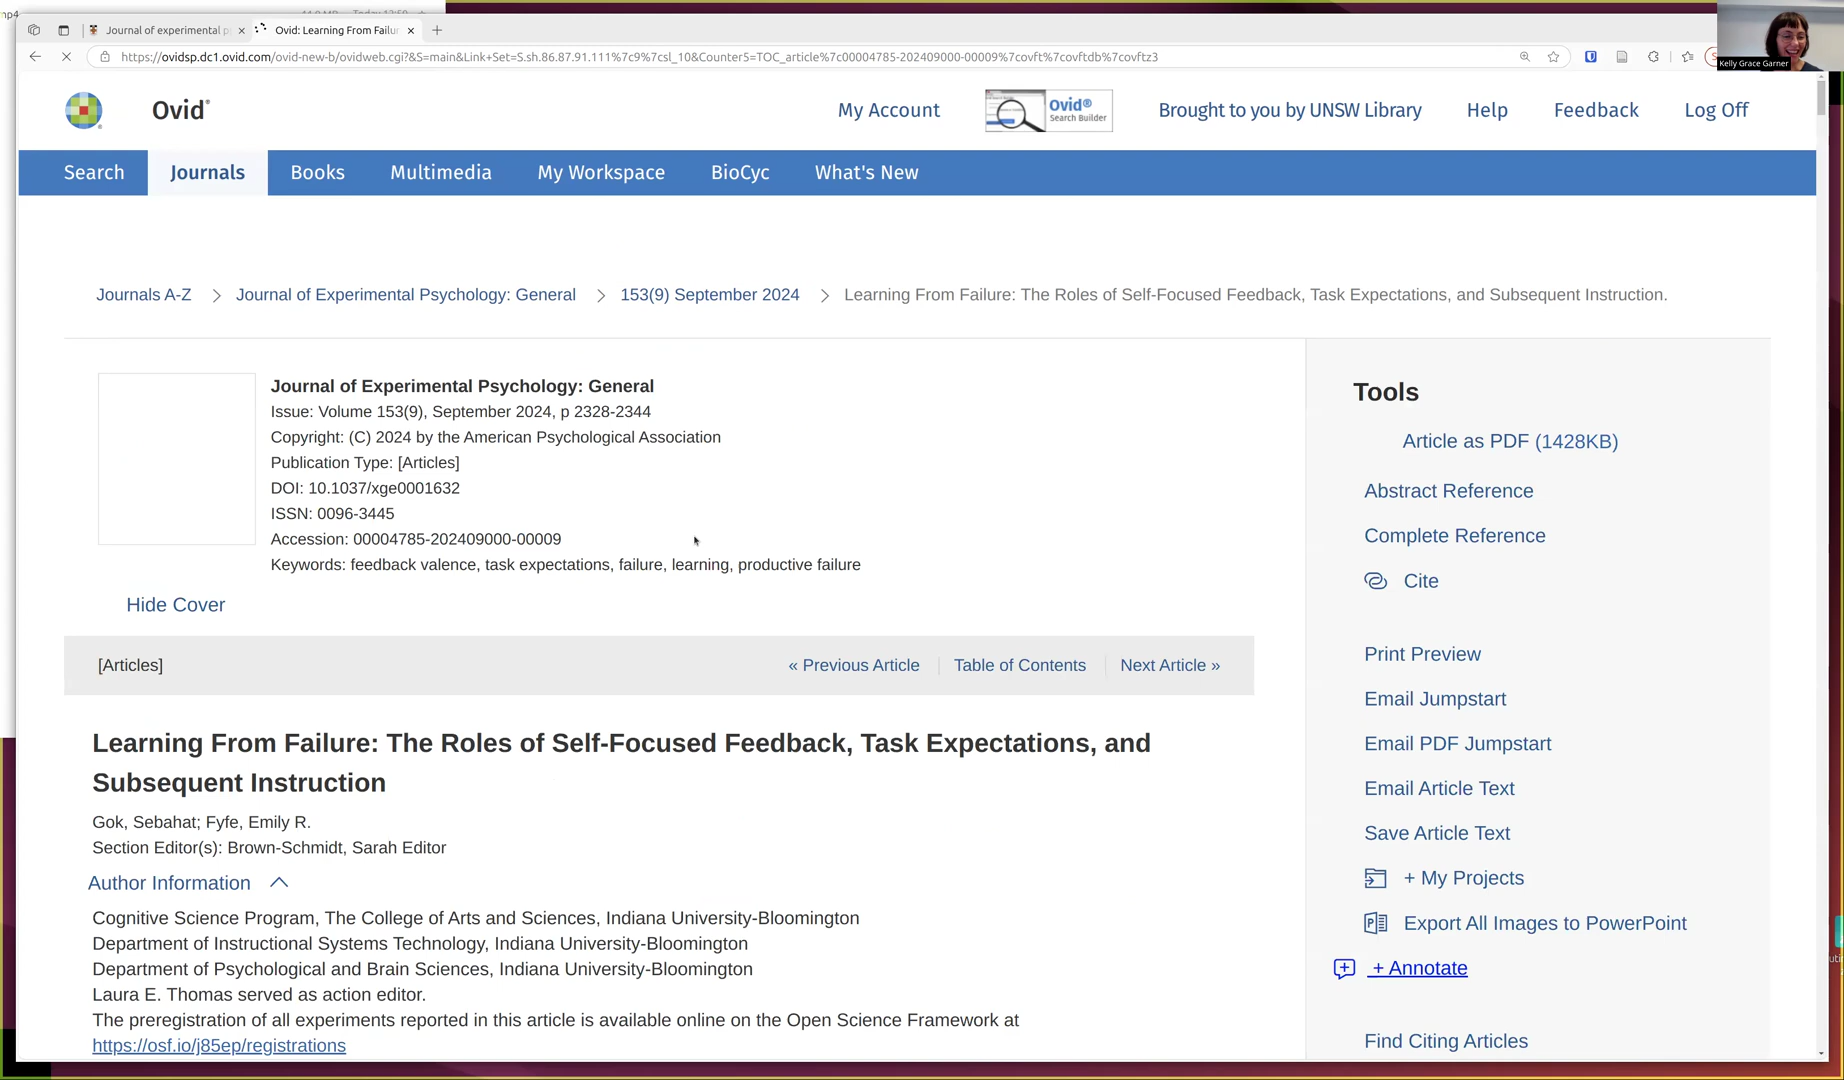 mp4
Journal of experimental p
Ovid: Learning From Failur
https://ovidsp.dc1.ovid.com/ovid-new-b/ovidweb.cgi?&S=main&Link+Set=S.sh.86.87.91.111%7c9%7csl_10&Counter5=TOC_article%7c00004785-202409000-00009%7covft%7covftdb%7covftz3
Kelly Grace Garner
Ovid®
My Account
Ovid®
Search Builder
Brought to you by UNSW Library
Help
Feedback
Log Off
Search
Journals
Books
Multimedia
My Workspace
BioCyc
What's New
Journals A-Z
Journal of Experimental Psychology: General
153(9) September 2024
Learning From Failure: The Roles of Self-Focused Feedback, Task Expectations, and Subsequent Instruction.
Journal of Experimental Psychology: General
Issue: Volume 153(9), September 2024, p 2328-2344
Copyright: (C) 2024 by the American Psychological Association
Publication Type: [Articles]
DOI: 10.1037/xge0001632
ISSN: 0096-3445
Accession: 00004785-202409000-00009
Keywords: feedback valence, task expectations, failure, learning, productive failure
Hide Cover
[Articles]
« Previous Article
Table of Contents
Next Article »
Learning From Failure: The Roles of Self-Focused Feedback, Task Expectations, and
Subsequent Instruction
Gok, Sebahat; Fyfe, Emily R.
Section Editor(s): Brown-Schmidt, Sarah Editor
Author Information
Cognitive Science Program, The College of Arts and Sciences, Indiana University-Bloomington
Department of Instructional Systems Technology, Indiana University-Bloomington
Department of Psychological and Brain Sciences, Indiana University-Bloomington
Laura E. Thomas served as action editor.
The preregistration of all experiments reported in this article is available online on the Open Science Framework at
https://osf.io/j85ep/registrations
Tools
Article as PDF (1428KB)
Abstract Reference
Complete Reference
Cite
Print Preview
Email Jumpstart
Email PDF Jumpstart
Email Article Text
Save Article Text
+ My Projects
Export All Images to PowerPoint
+ Annotate
Find Citing Articles